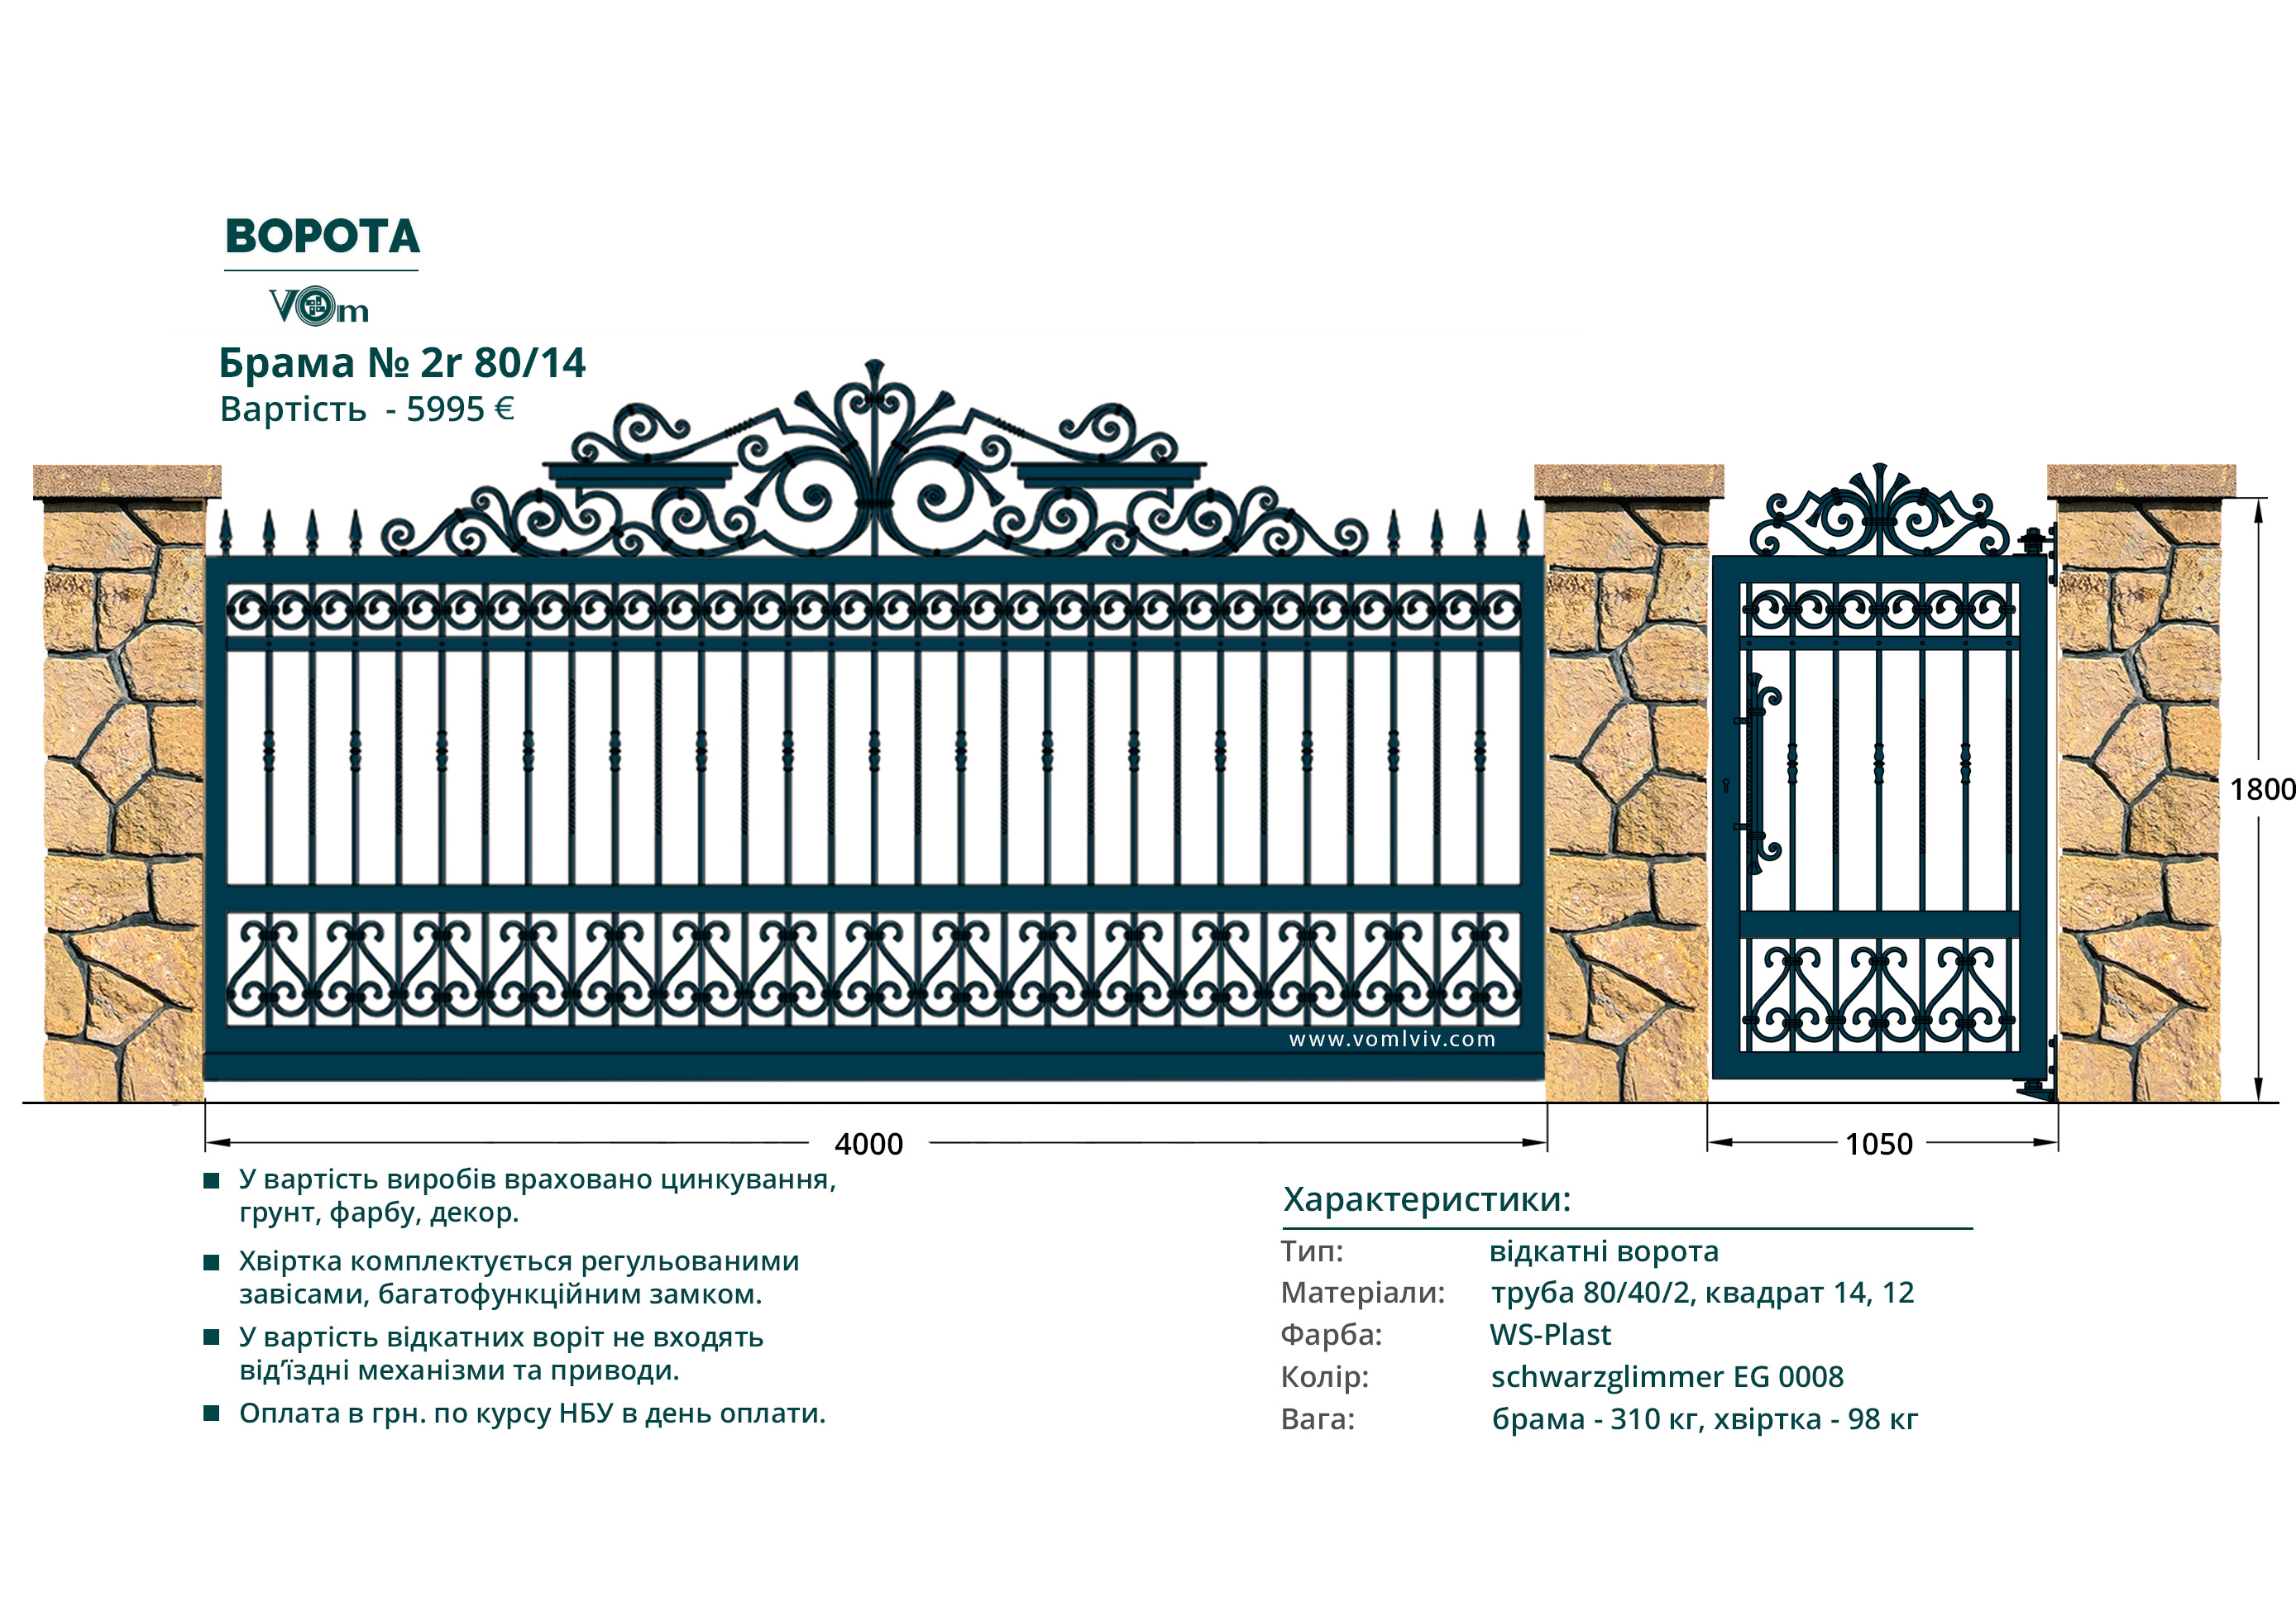 ВОРОТА
VOm
Брама № 2r 80/14
Вартість - 5995 €
1800
www.vomlviv.com
4000
1050
У вартість виробів враховано цинкування,
грунт, фарбу, декор.
Хвіртка комплектується регульованими
завісами, багатофункційним замком.
У вартість відкатних воріт не входять
від’їздні механізми та приводи.
Оплата в грн. по курсу НБУ в день оплати.
Характеристики:
Тип: відкатні ворота
Матеріали: труба 80/40/2, квадрат 14, 12
Фарба: WS-Plast
Колір: schwarzglimmer EG 0008
Вага: брама - 310 кг, хвіртка - 98 кг